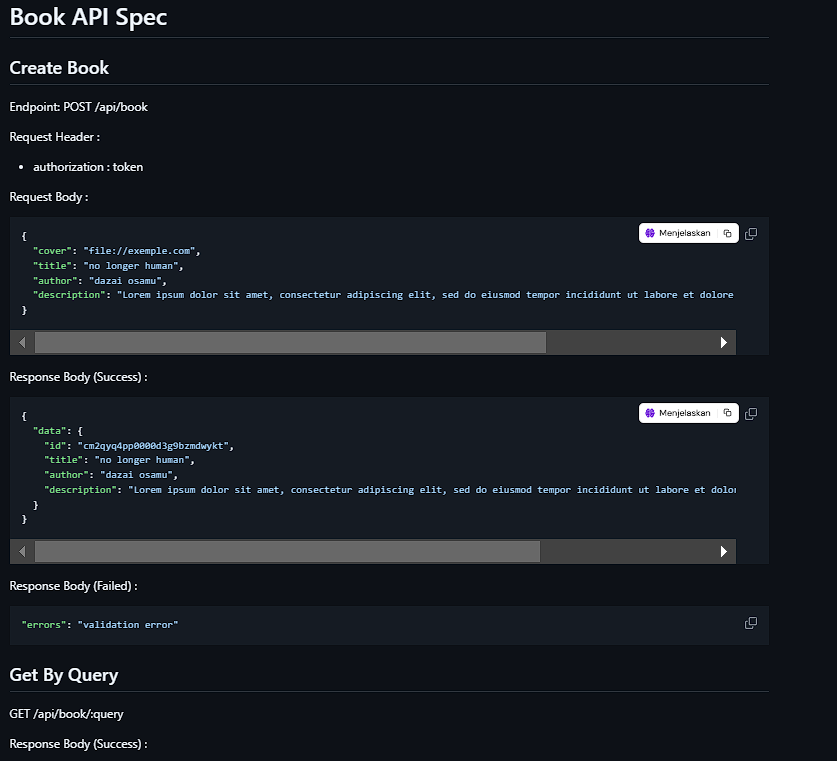 Book API Spec
Create Book
Endpoint: POST /api/book
Request Header :
• authorization : token
Request Body :
Menjelaskan
{
"cover": "file://exemple.com",
"title": "no longer human",
"author": "dazai osamu",
"description": "Lorem ipsum dolor sit amet, consectetur adipiscing elit, sed do eiusmod tempor incididunt ut labore et dolore
}
Response Body (Success) :
Menjelaskan
{
"data": {
"id": "cm2qyq4pp0000d3g9bzmdwykt",
"title": "no longer human",
"author": "dazai osamu",
"description": "Lorem ipsum dolor sit amet, consectetur adipiscing elit, sed do eiusmod tempor incididunt ut labore et dolor
}
}
Response Body (Failed) :
"errors": "validation error"
Get By Query
GET /api/book/:query
Response Body (Success) :